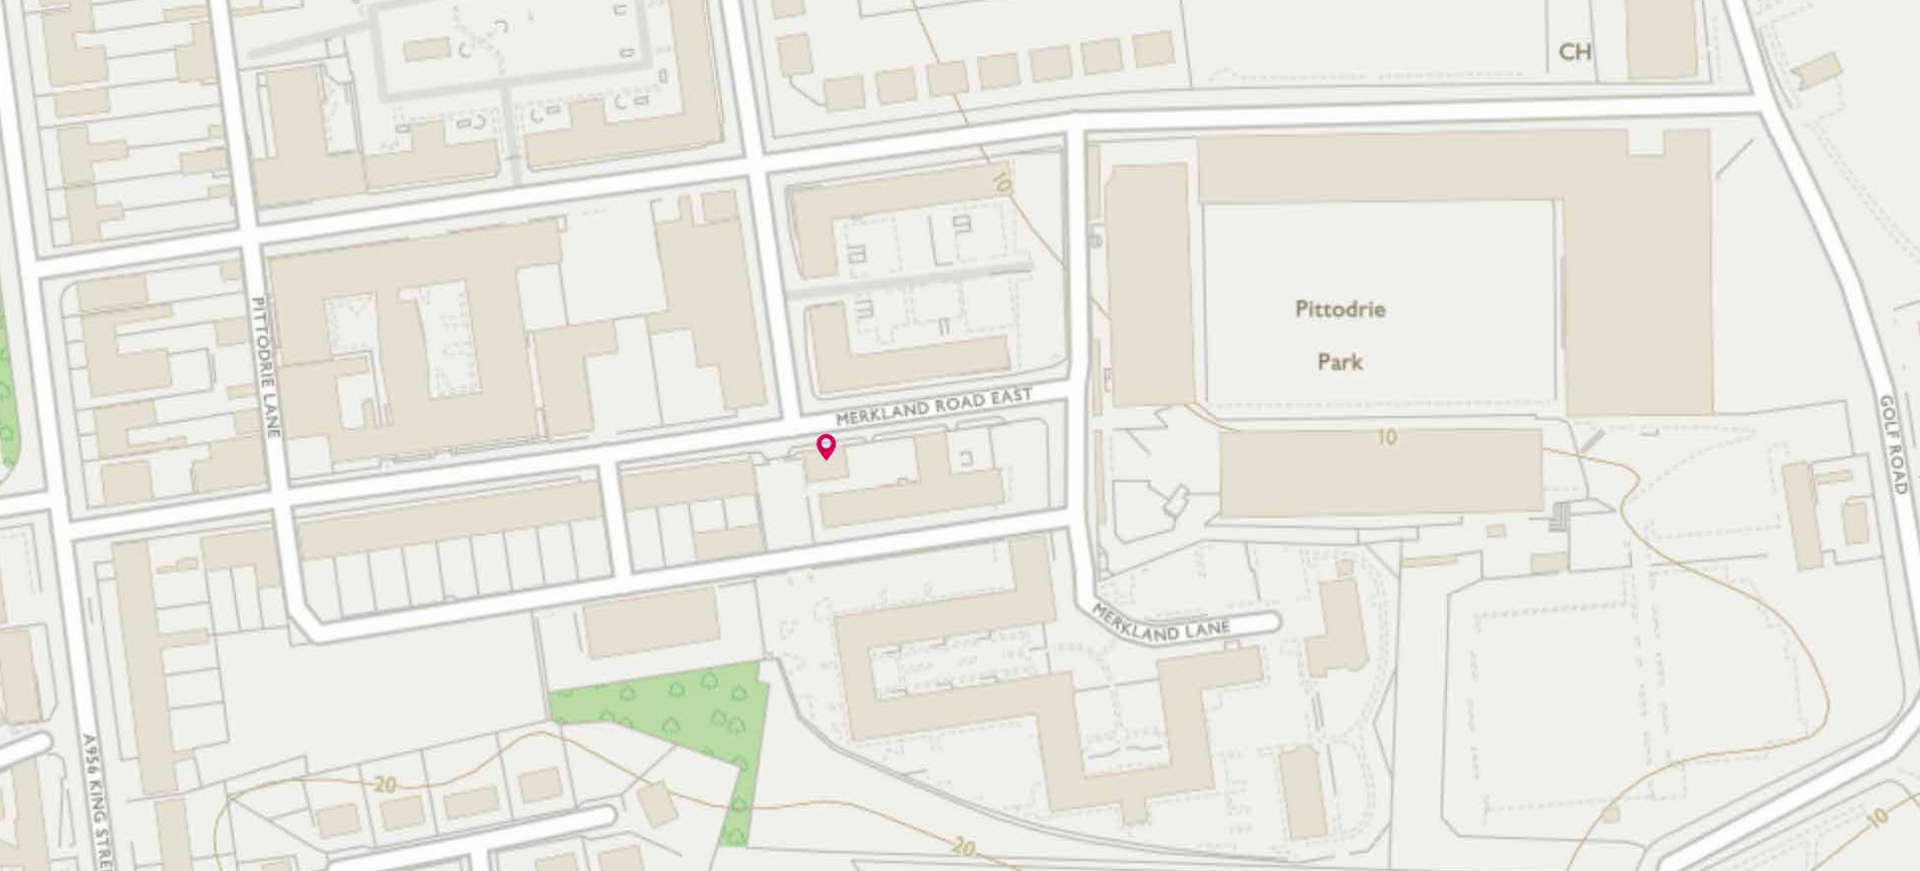 CH
10
Pittodrie
Park
PITTODRIE LANE
MERKLAND ROAD EAST
10
GOLF ROAD
MERKLAND LANE
A956 KING STRE
20
20
10